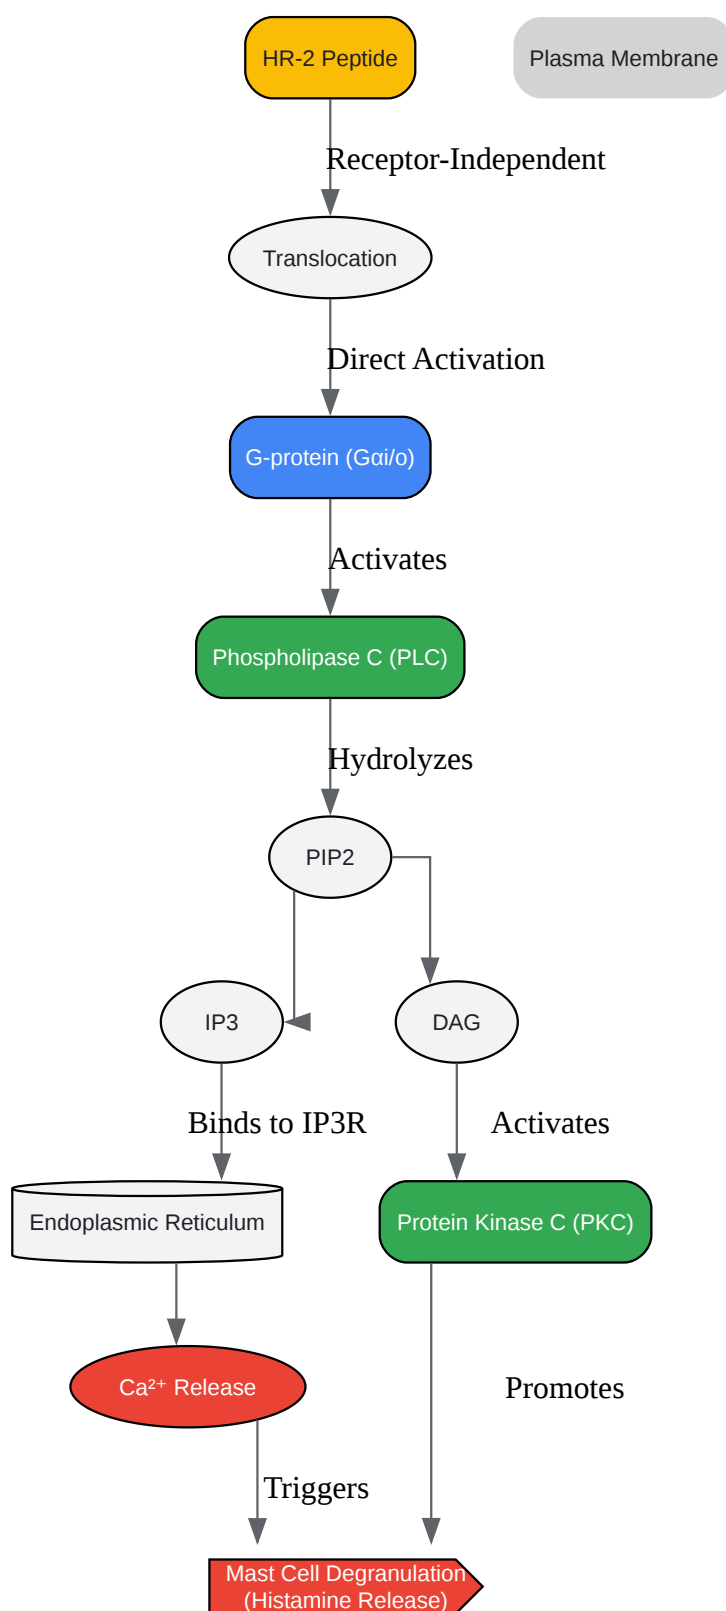 HR-2 Peptide
Plasma Membrane
Receptor-Independent
Translocation
Direct Activation
G-protein (Gαi/o)
Activates
Phospholipase C (PLC)
Hydrolyzes
PIP2
IP3
DAG
Binds to IP3R
Activates
Endoplasmic Reticulum
Protein Kinase C (PKC)
Ca²⁺ Release
Promotes
Triggers
Mast Cell Degranulation
(Histamine Release)